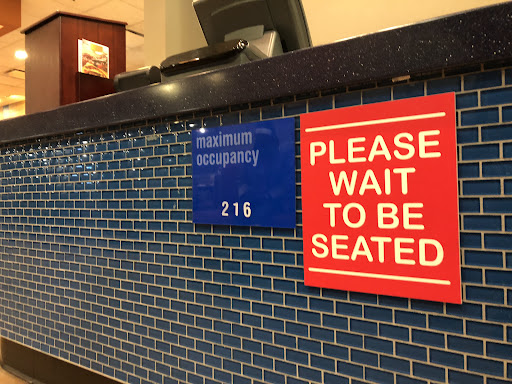 maximum
occupancy
216
PLEASE
WAIT
TO BE
SEATED